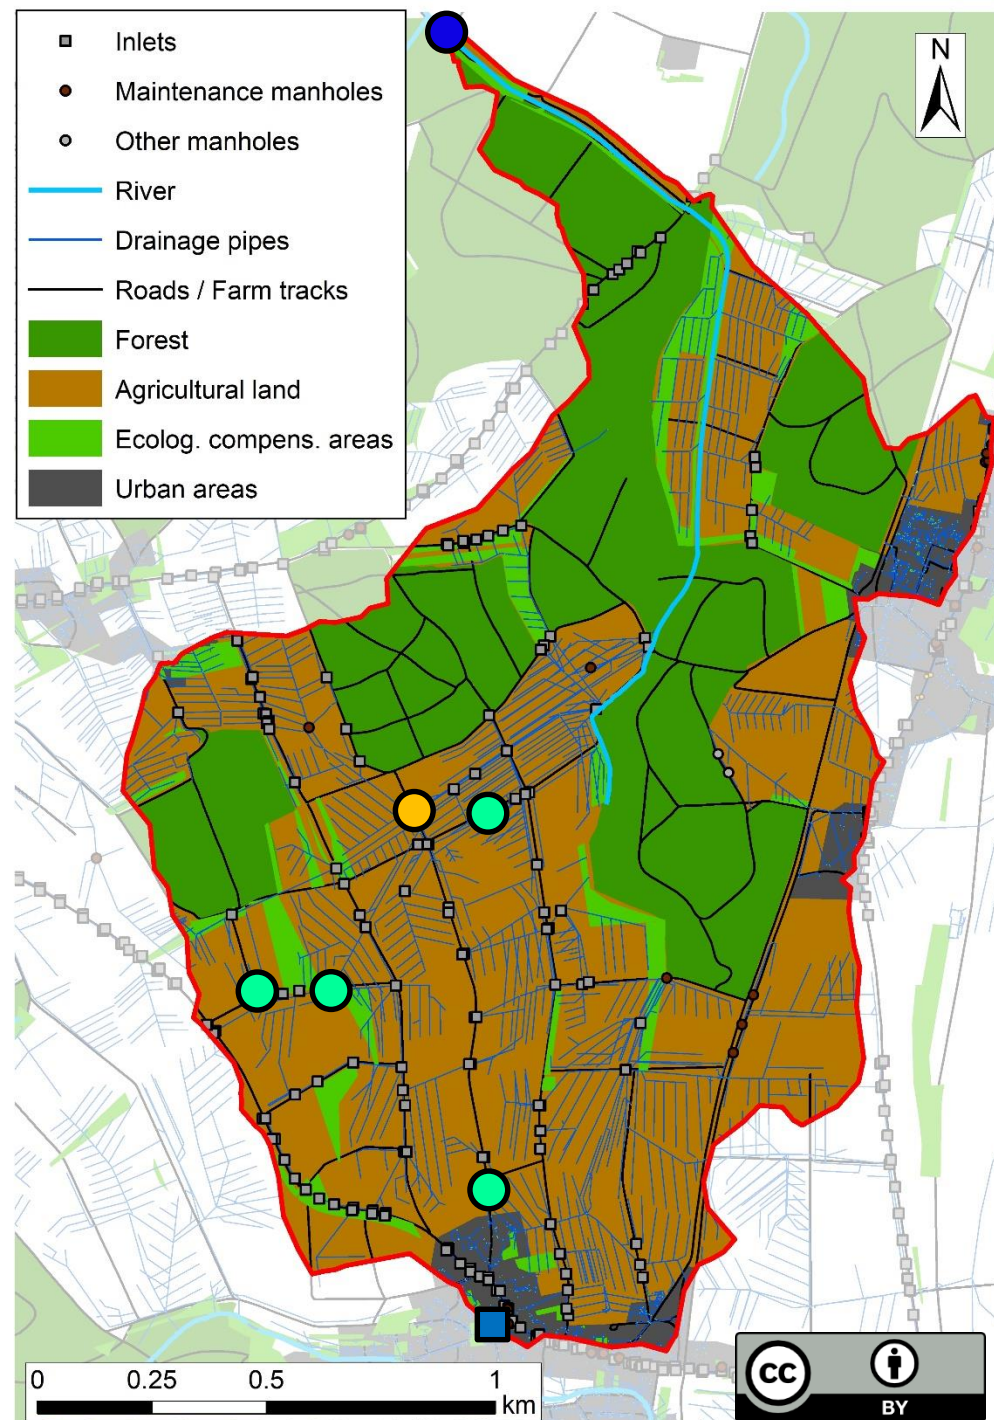 Inlets
Maintenance manholes
Other manholes
River
Drainage pipes
Roads / Farm tracks
Forest
Agricultural land
Ecolog. compens. areas
Urban areas
N
0 0.25 0.5 1
km
CC
BY